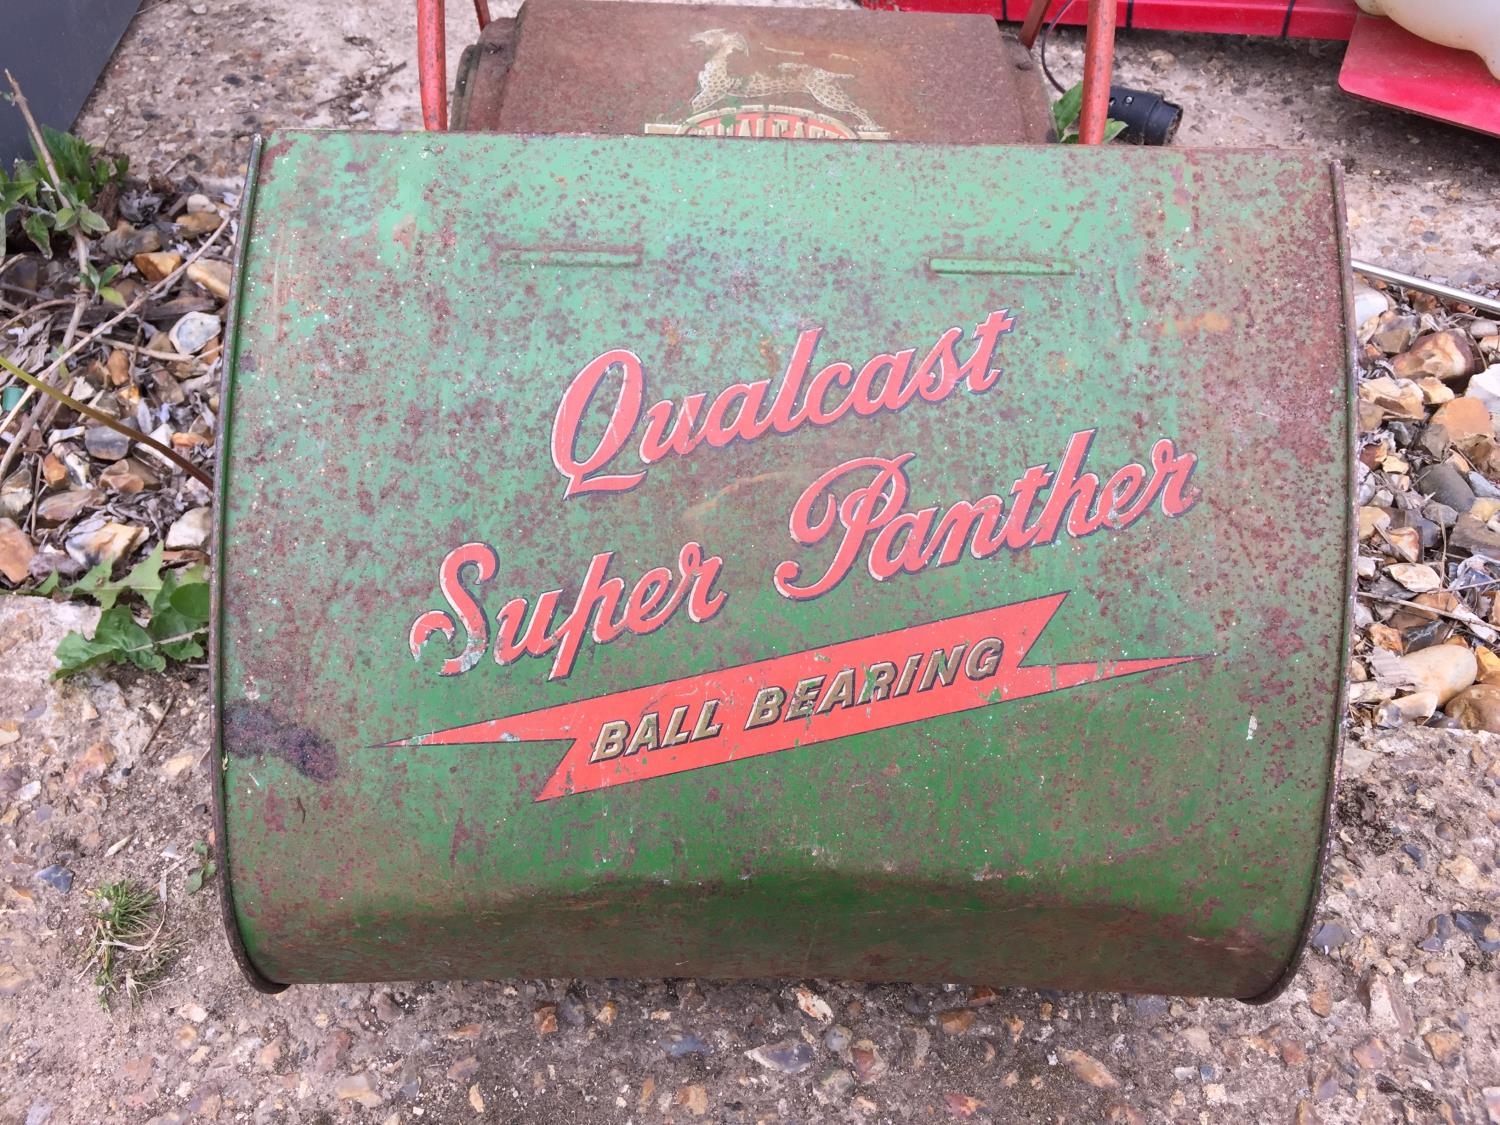 Qualcast
Super Panther
BALL BEARING